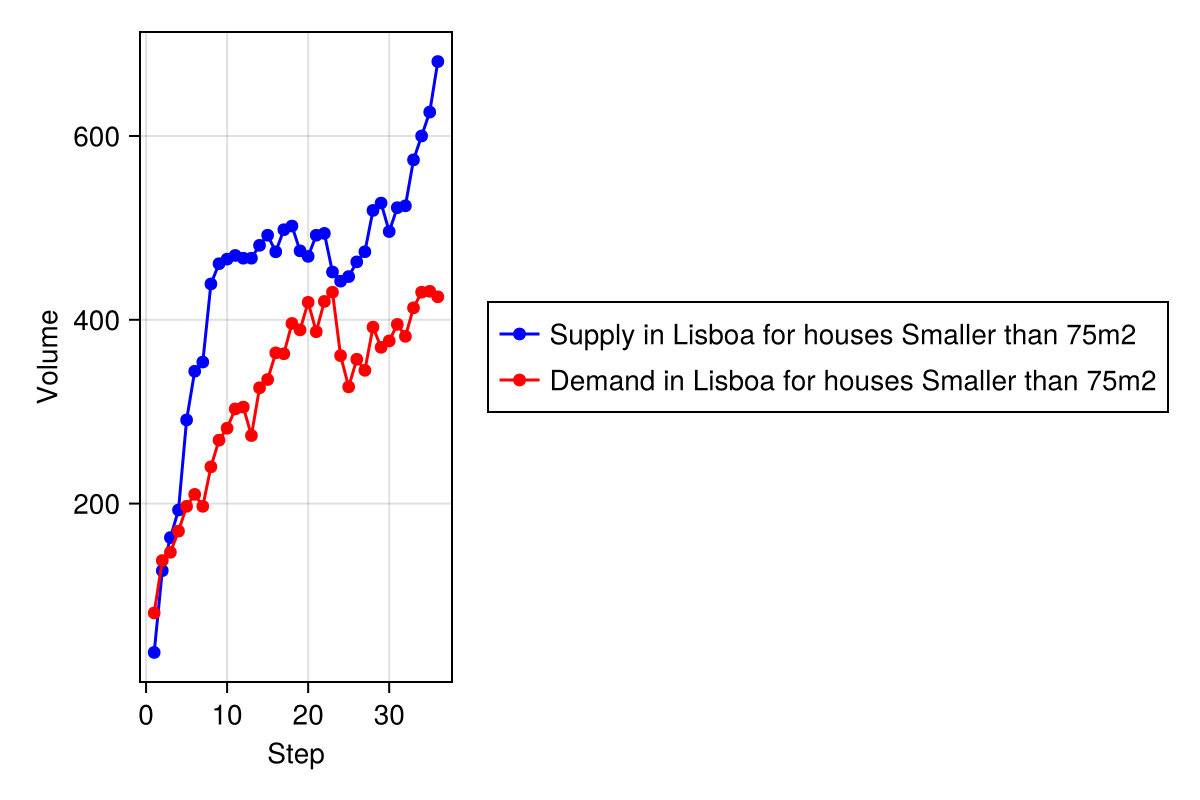 600
400
200
Volume
0 10 20 30
Step
Supply in Lisboa for houses Smaller than 75m2
Demand in Lisboa for houses Smaller than 75m2